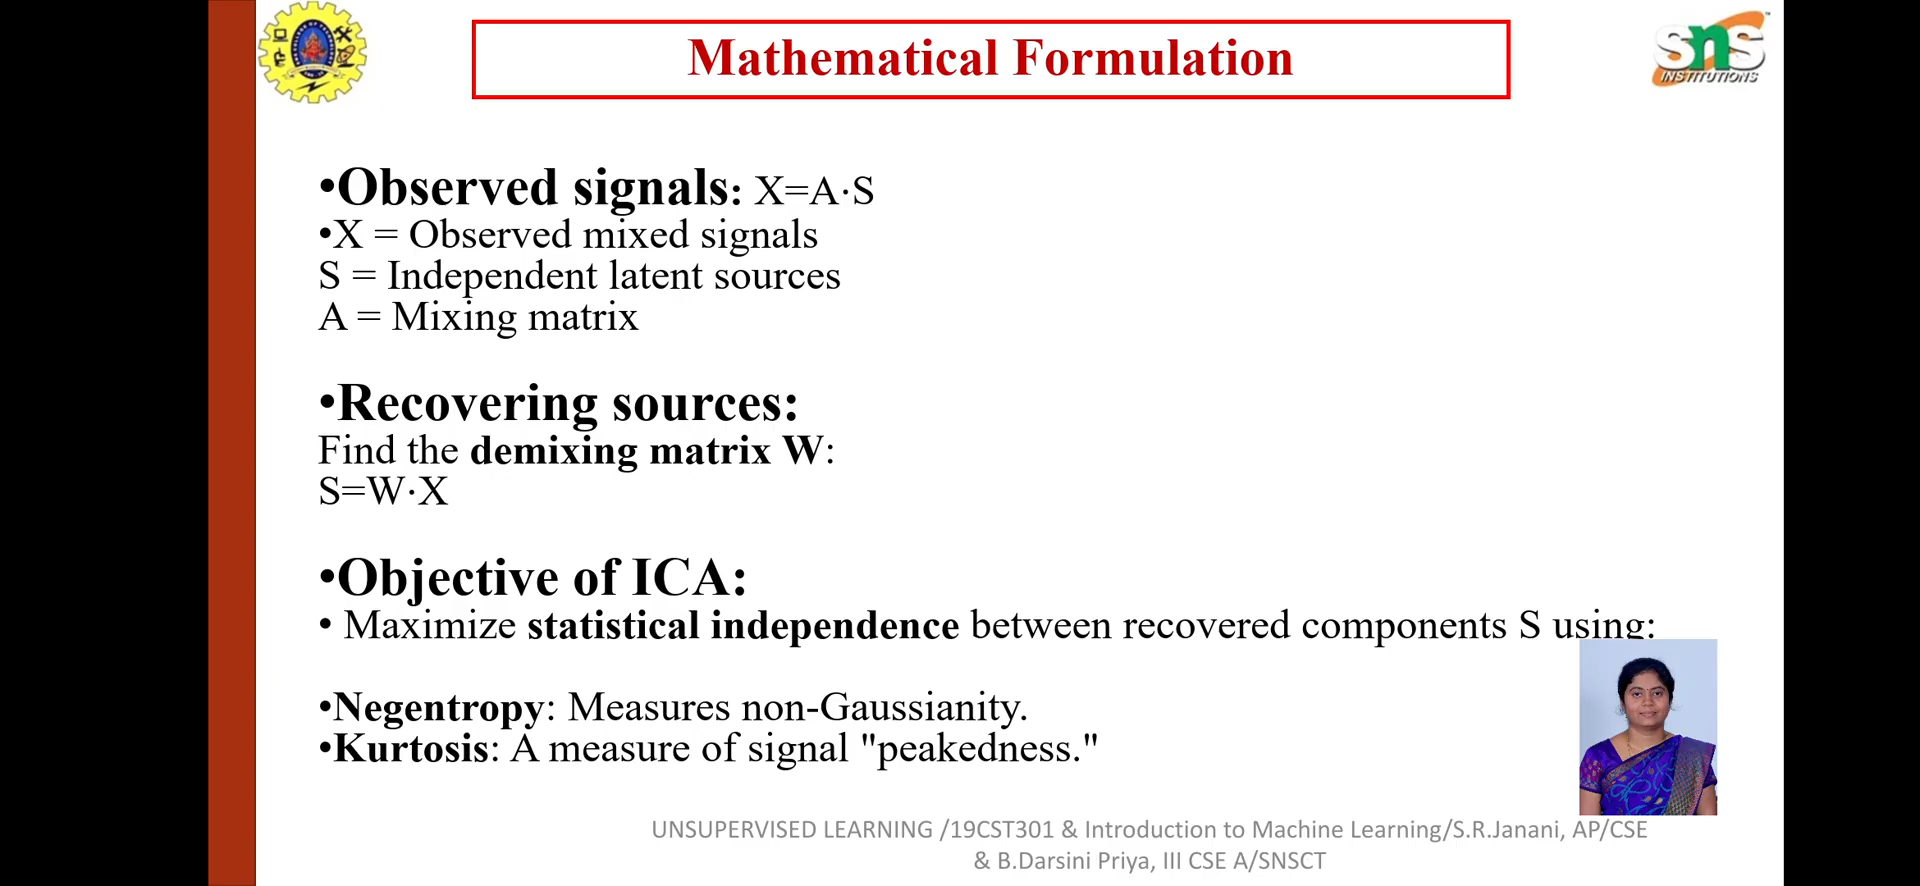 Mathematical Formulation
SnS
INSTITUTIONS
•Observed signals: X=A·S
•X = Observed mixed signals
S = Independent latent sources
A = Mixing matrix
•Recovering sources:
Find the demixing matrix W:
S=W·X
•Objective of ICA:
• Maximize statistical independence between recovered components S using:
•Negentropy: Measures non-Gaussianity.
•Kurtosis: A measure of signal "peakedness."
UNSUPERVISED LEARNING /19CST301 & Introduction to Machine Learning/S.R.Janani, AP/CSE
& B.Darsini Priya, III CSE A/SNSCT